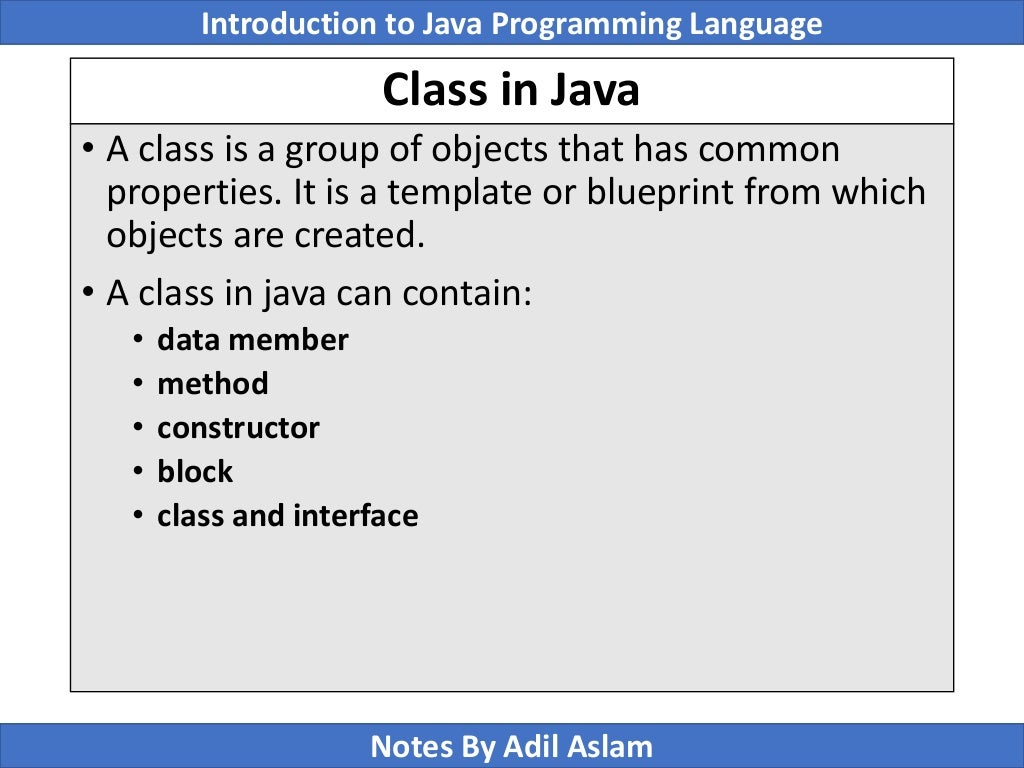 Introduction to Java Programming Language
Class in Java
• A class is a group of objects that has common
properties. It is a template or blueprint from which
objects are created.
• A class in java can contain:
• data member
• method
• constructor
• block
• class and interface
Notes By Adil Aslam